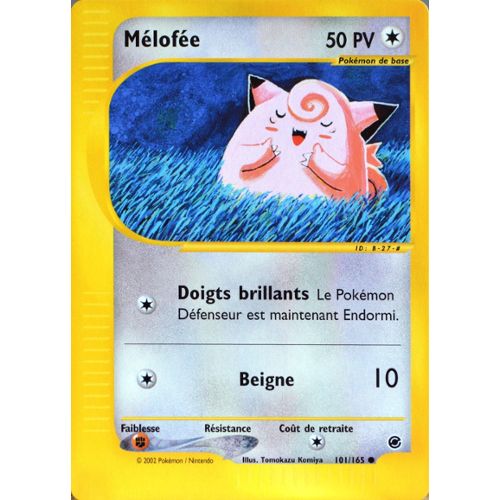 Mélofée 50 PV
Pokémon de base
ID: B-27-#
Doigts brillants Le Pokémon
Défenseur est maintenant Endormi.
Beigne 10
Faiblesse Résistance Coût de retraite
© 2002 Pokémon / Nintendo Illus. Tomokazu Komiya 101/165